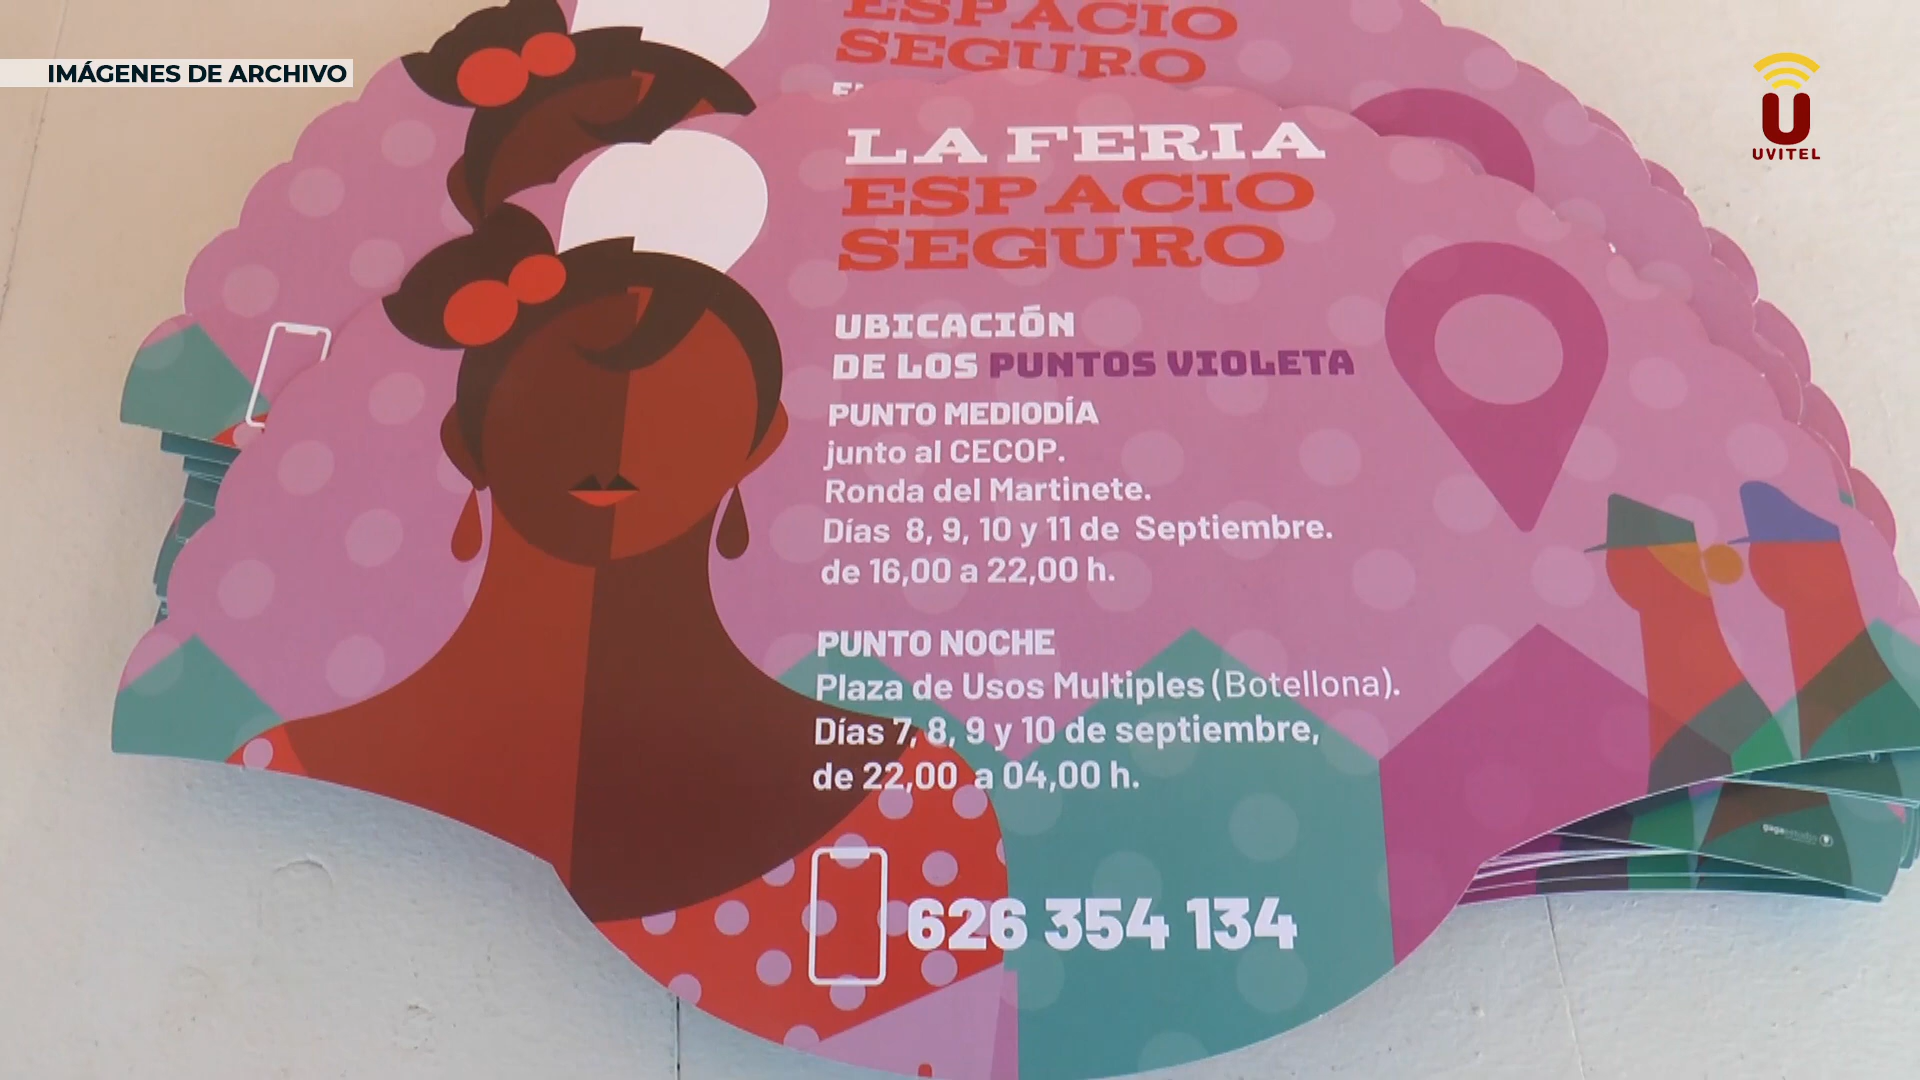 IMÁGENES DE ARCHIVO
UVITEL
ESPACIO
SEGURO
LA FERIA
ESPACIO
SEGURO
UBICACIÓN
DE LOS PUNTOS VIOLETA
PUNTO MEDIODÍA
junto al CECOP.
Ronda del Martinete.
Días 8, 9, 10 y 11 de Septiembre.
de 16,00 a 22,00 h.
PUNTO NOCHE
Plaza de Usos Multiples (Botellona).
Días 7, 8, 9 y 10 de septiembre,
de 22,00 a 04,00 h.
626 354 134